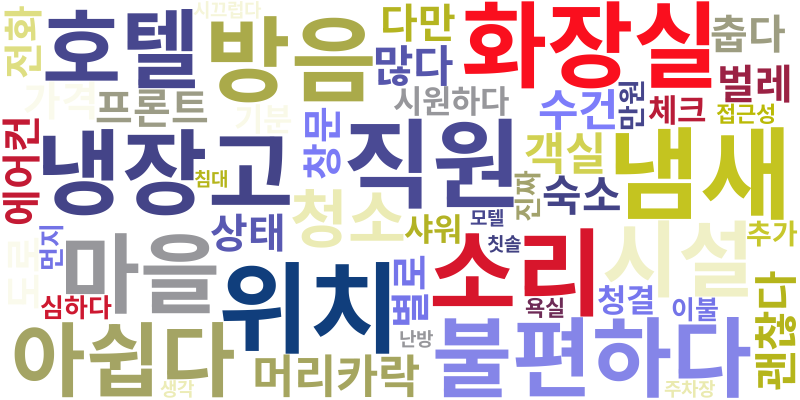 시끄럽다
전화
호텔
방음
다만
많다
화장실
춥다
벌레
가격
프론트
기분
시원하다
수건
만원
체크
접근성
에어컨
냉장고
침대
창문
직원
객실
진짜
숙소
냄새
청소
상태
샤워
모텔
칫솔
먼지
마을
위치
별로
소리
시설
추가
도로
심하다
욕실
청결
이불
괜찮다
아쉽다
생각
머리카락
난방
불편하다
주차장